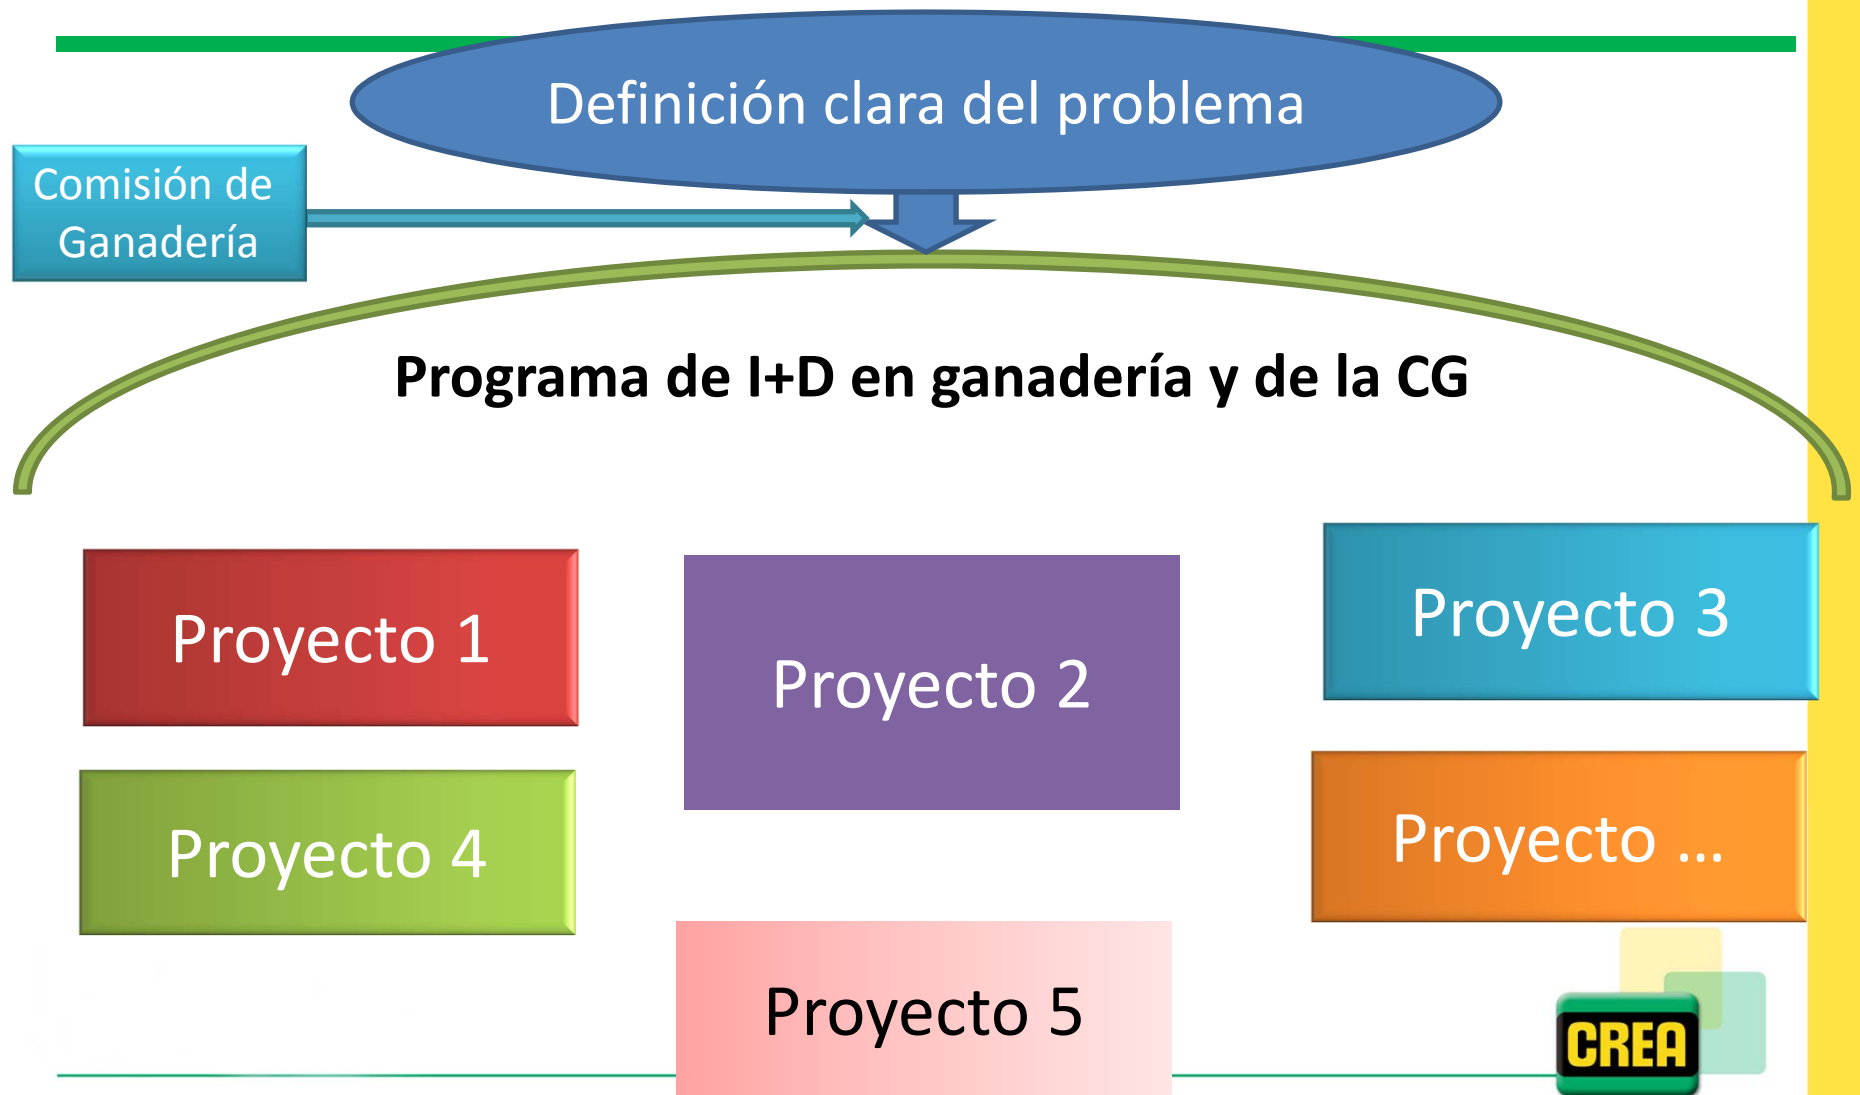 Definición clara del problema
Comisión de
Ganadería
Programa de I+D en ganadería y de la CG
Proyecto 1
Proyecto 2
Proyecto 3
Proyecto 4
Proyecto ...
Proyecto 5
CREA